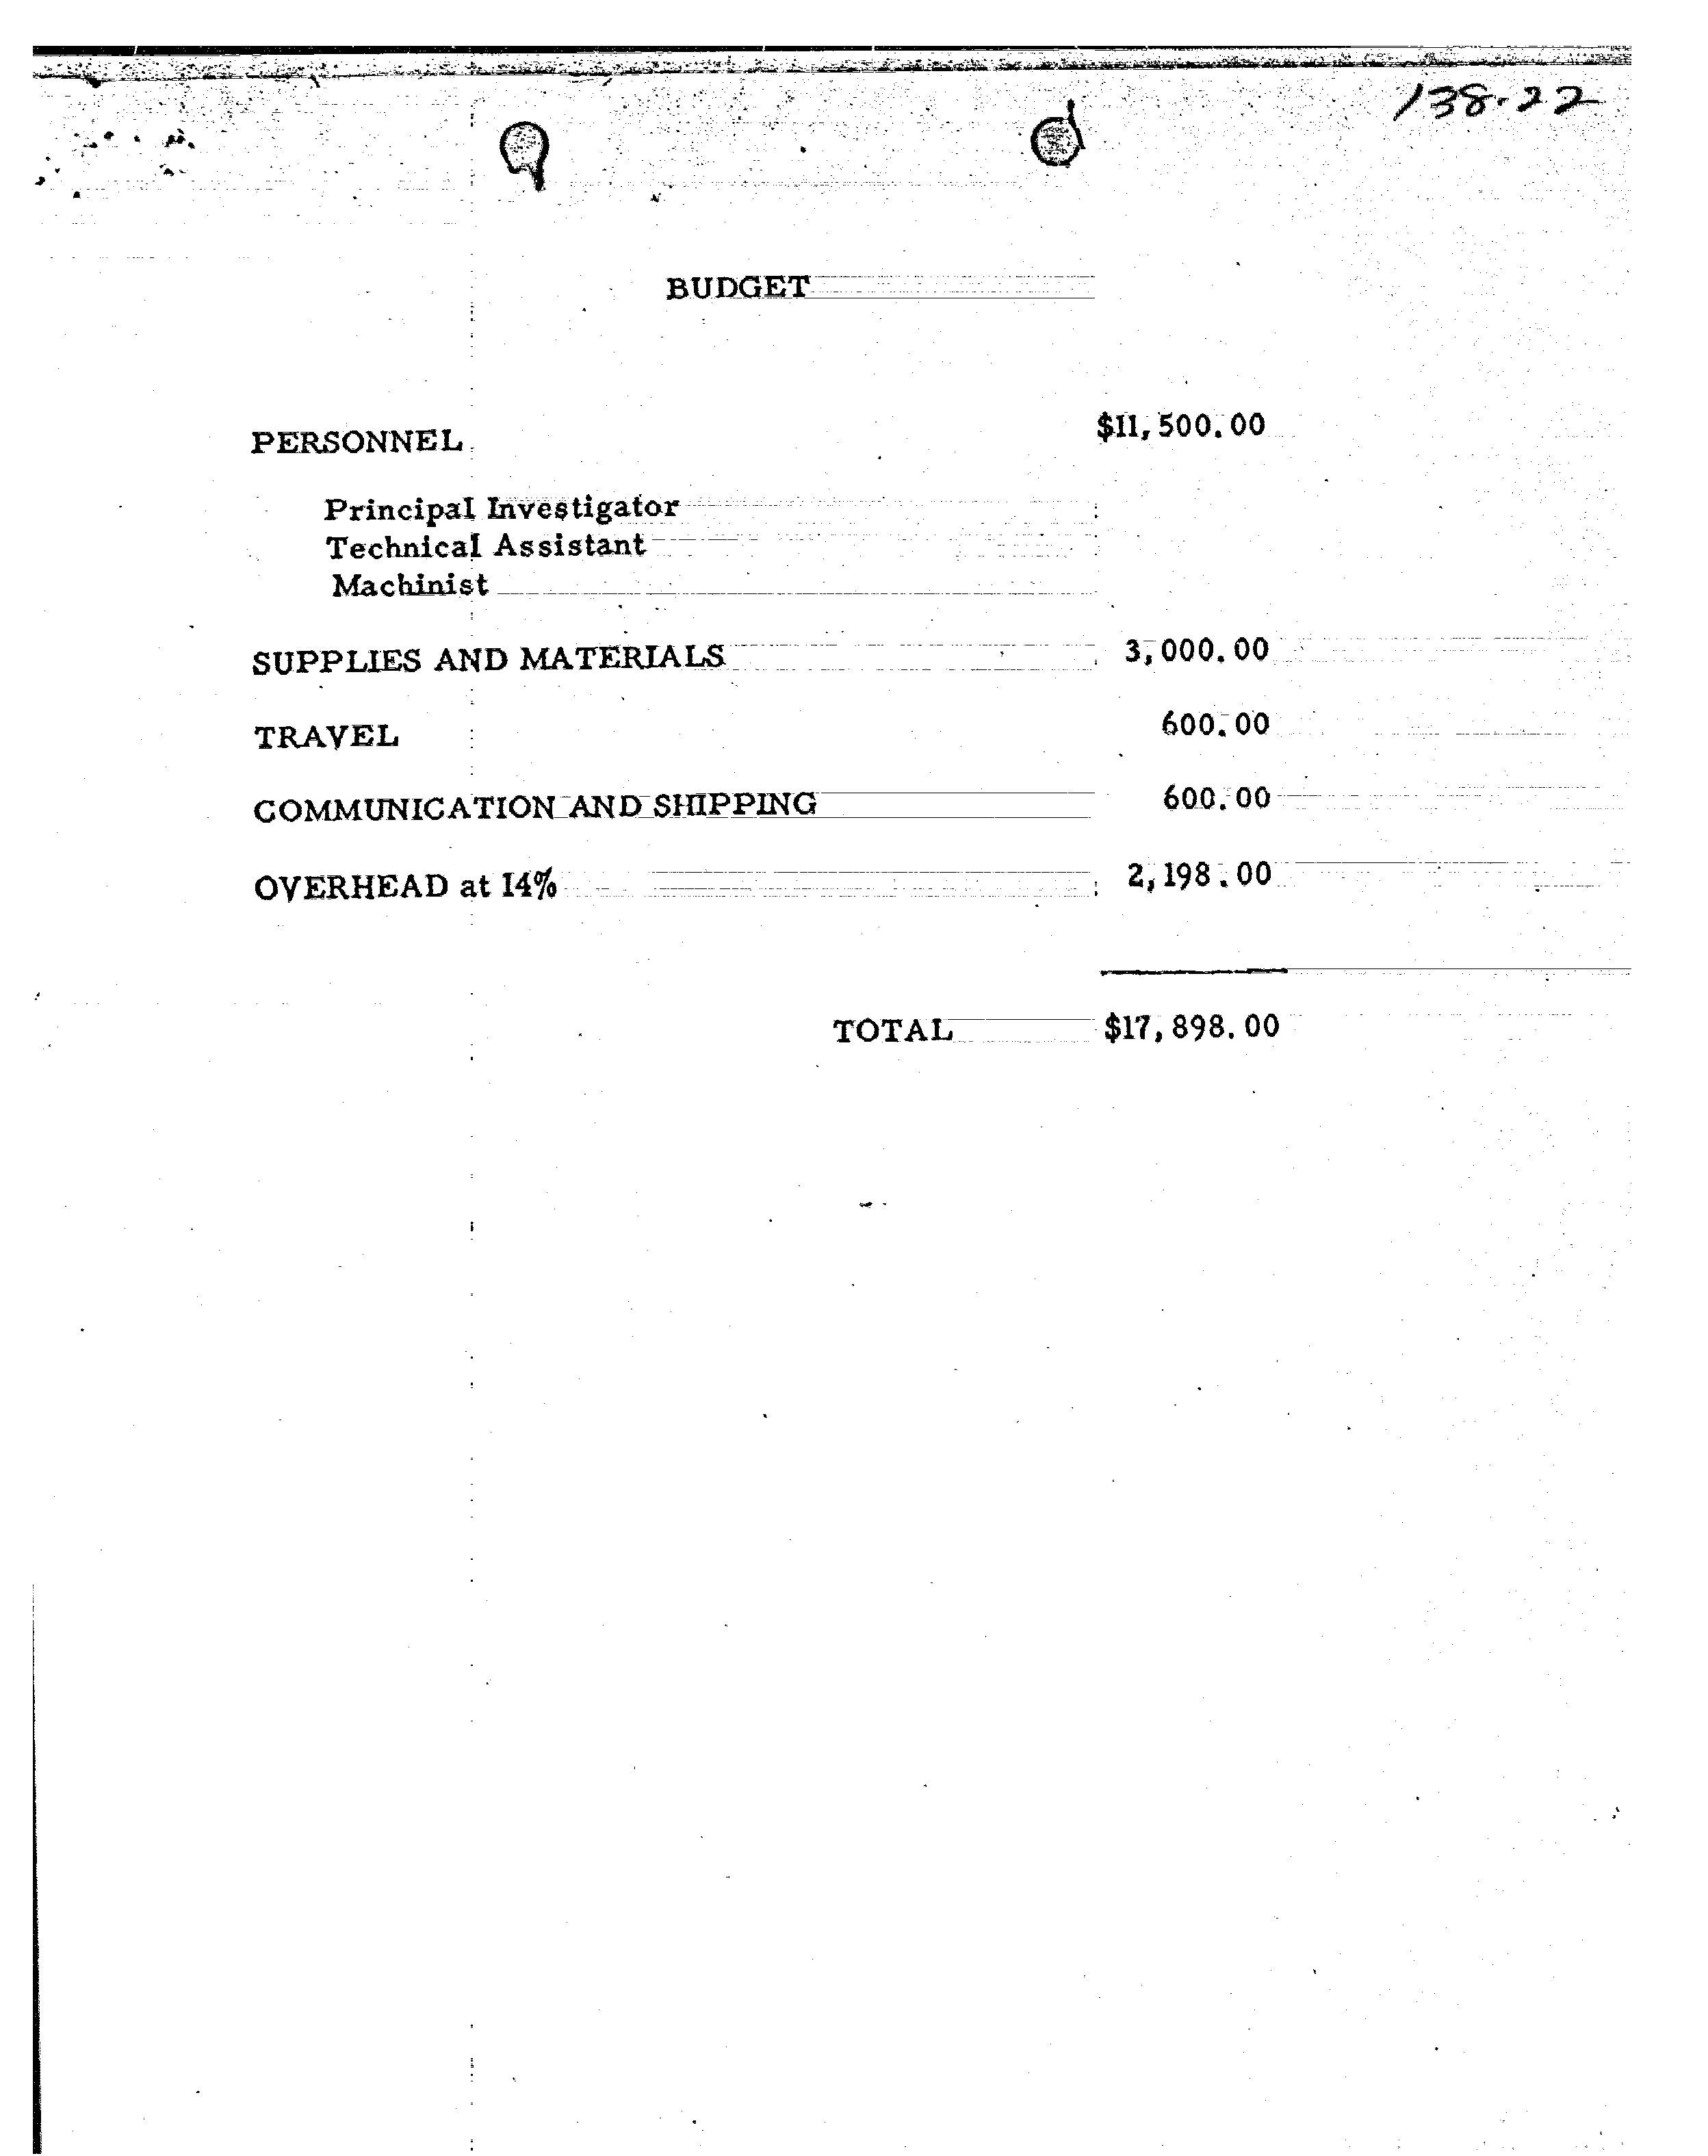 138-22
BUDGET
PERSONNEL $11,500.00
Principal Investigator
Technical Assistant
Machinist
SUPPLIES AND MATERIALS 3,000.00
TRAVEL 600.00
COMMUNICATION AND SHIPPING 600.00
OVERHEAD at 14% 2,198.00
TOTAL $17,898.00